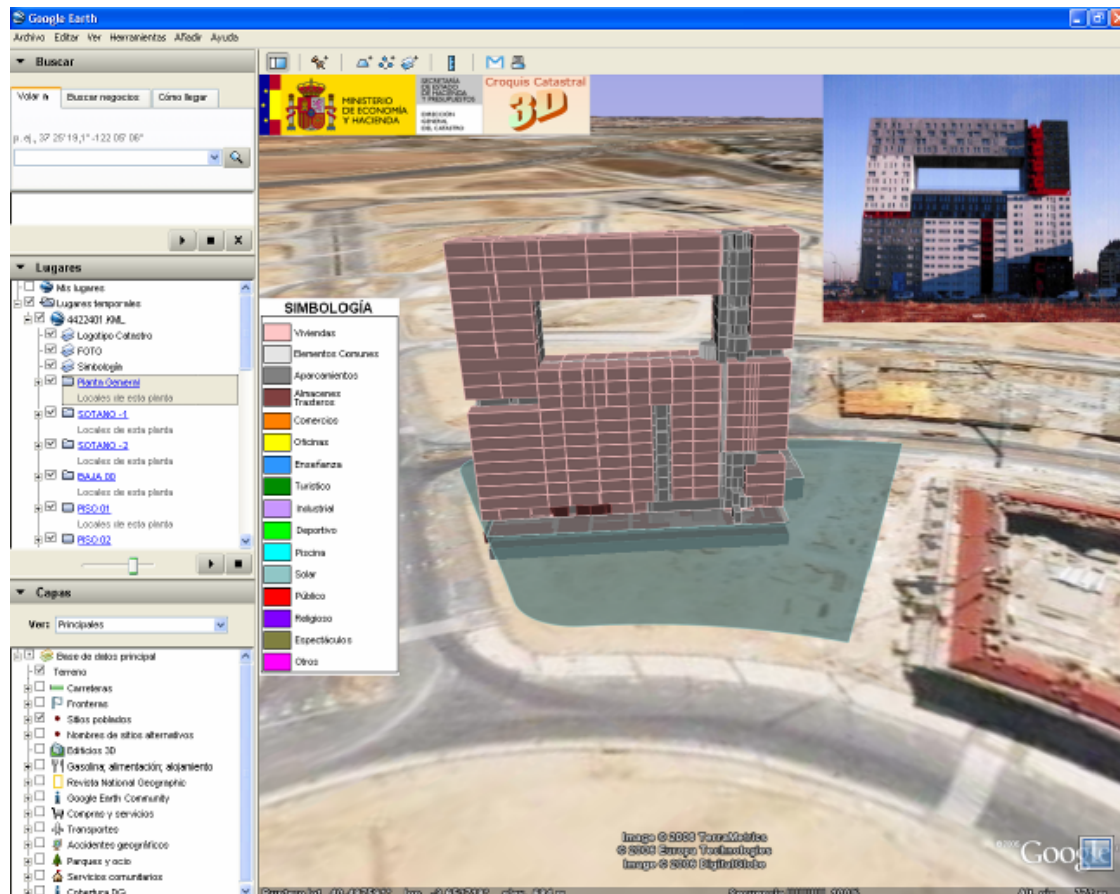 Google Earth
Archivo Editar Ver Herramientas Añadir Ayuda
Buscar
Volar a
Buscar negocios
Cómo llegar
p. ej., 37 25' 19,1" -122 05' 06"
Lugares
Mis lugares
Lugares temporales
4422401 KML
Logotipo Catastro
FOTO
Simbología
Planta General
Locales de esta planta
SOTANO -1
Locales de esta planta
SOTANO -2
Locales de esta planta
BAJA 00
Locales de esta planta
PISO 01
Locales de esta planta
PISO 02
Capas
Ver: Principales
Base de datos principal
Terreno
Carreteras
Fronteras
Sitios poblados
Nombres de sitios alternativos
Edificios 3D
Gasolina; alimentación; alojamiento
Revista National Geographic
Google Earth Community
Compras y servicios
Transportes
Accidentes geográficos
Parques y ocio
Servicios comunitarios
Cobertura DG
MINISTERIO
DE ECONOMÍA
Y HACIENDA
SECRETARÍA
DE ESTADO
DE HACIENDA
Y PRESUPUESTOS
DIRECCIÓN
GENERAL
DEL CATASTRO
Croquis Catastral
3D
SIMBOLOGÍA
Viviendas
Elementos Comunes
Aparcamientos
Almacenes
Trasteros
Comercios
Oficinas
Enseñanza
Turístico
Industrial
Deportivo
Piscina
Solar
Público
Religioso
Espectáculos
Otros
Image © 2006 TerraMetrics
© 2006 Europa Technologies
Image © 2006 DigitalGlobe
© 2006 Google